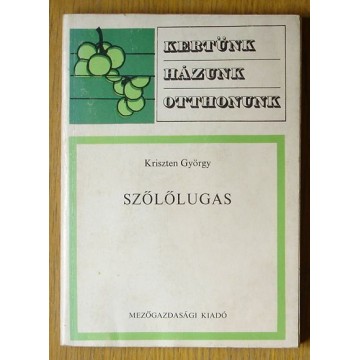 KERTÜNK
HÁZUNK
OTTHONUNK
Kriszten György
SZŐLŐLUGAS
MEZŐGAZDASÁGI KIADÓ